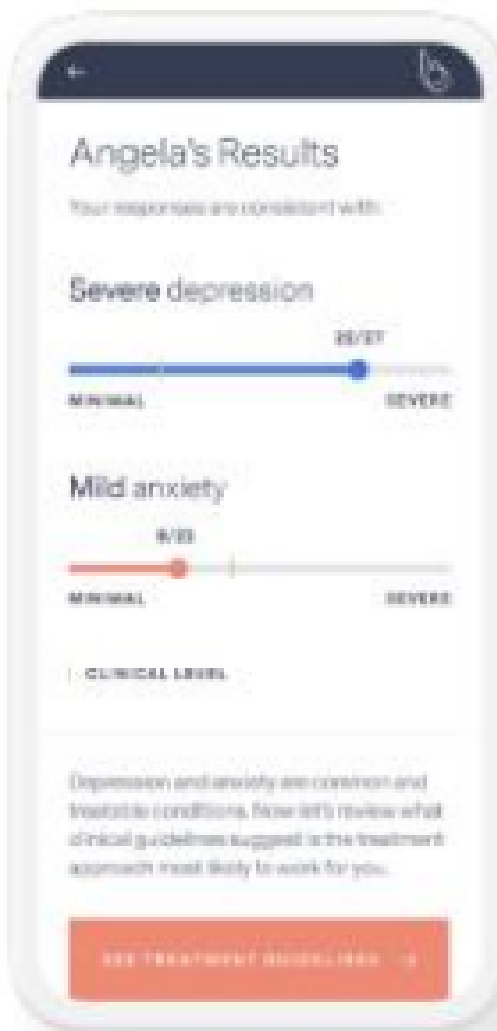 Angela's Results
Your responses are consistent with:
Severe depression
MINIMAL
SEVERE
Mild anxiety
MINIMAL
SEVERE
CLINICAL LEVEL
Depression and anxiety are common and
treatable conditions. Now let's review what
clinical guidelines suggest is the treatment
approach most likely to work for you.
SEE TREATMENT GUIDELINES